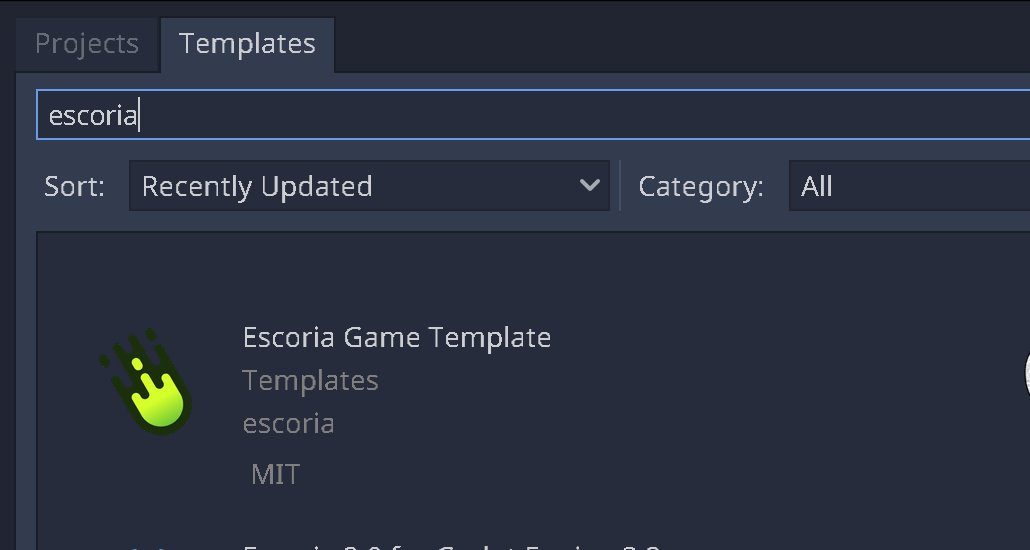 Projects Templates
escoria
Sort: Recently Updated Category: All
Escoria Game Template
Templates
escoria
MIT